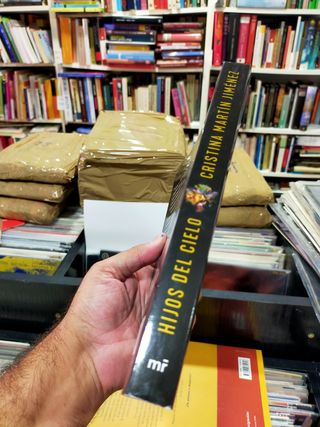 CRISTINA MARTÍN JIMÉNEZ
HIJOS DEL CIELO
mr